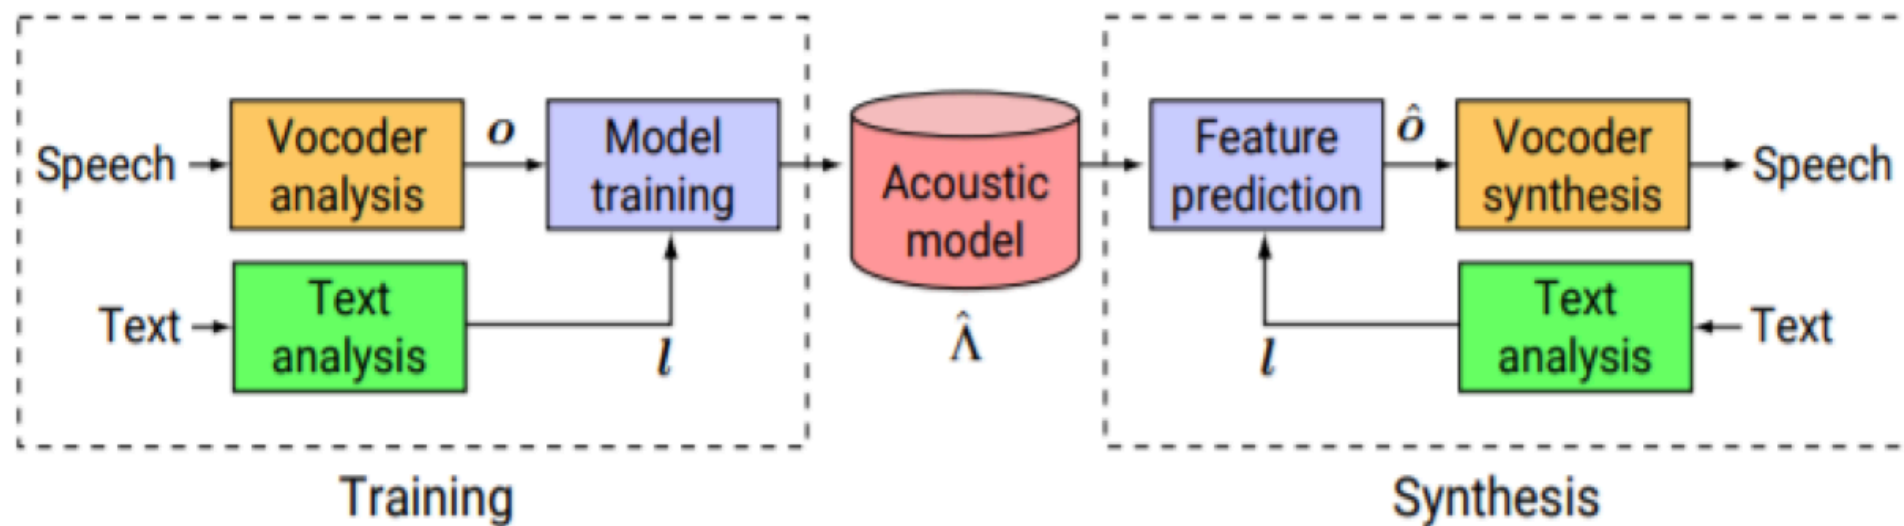 Speech
Vocoder
analysis
o
Model
training
Text
Text
analysis
l
Training
Acoustic
model
Λ̂
Feature
prediction
ô
Vocoder
synthesis
Speech
l
Text
analysis
Text
Synthesis